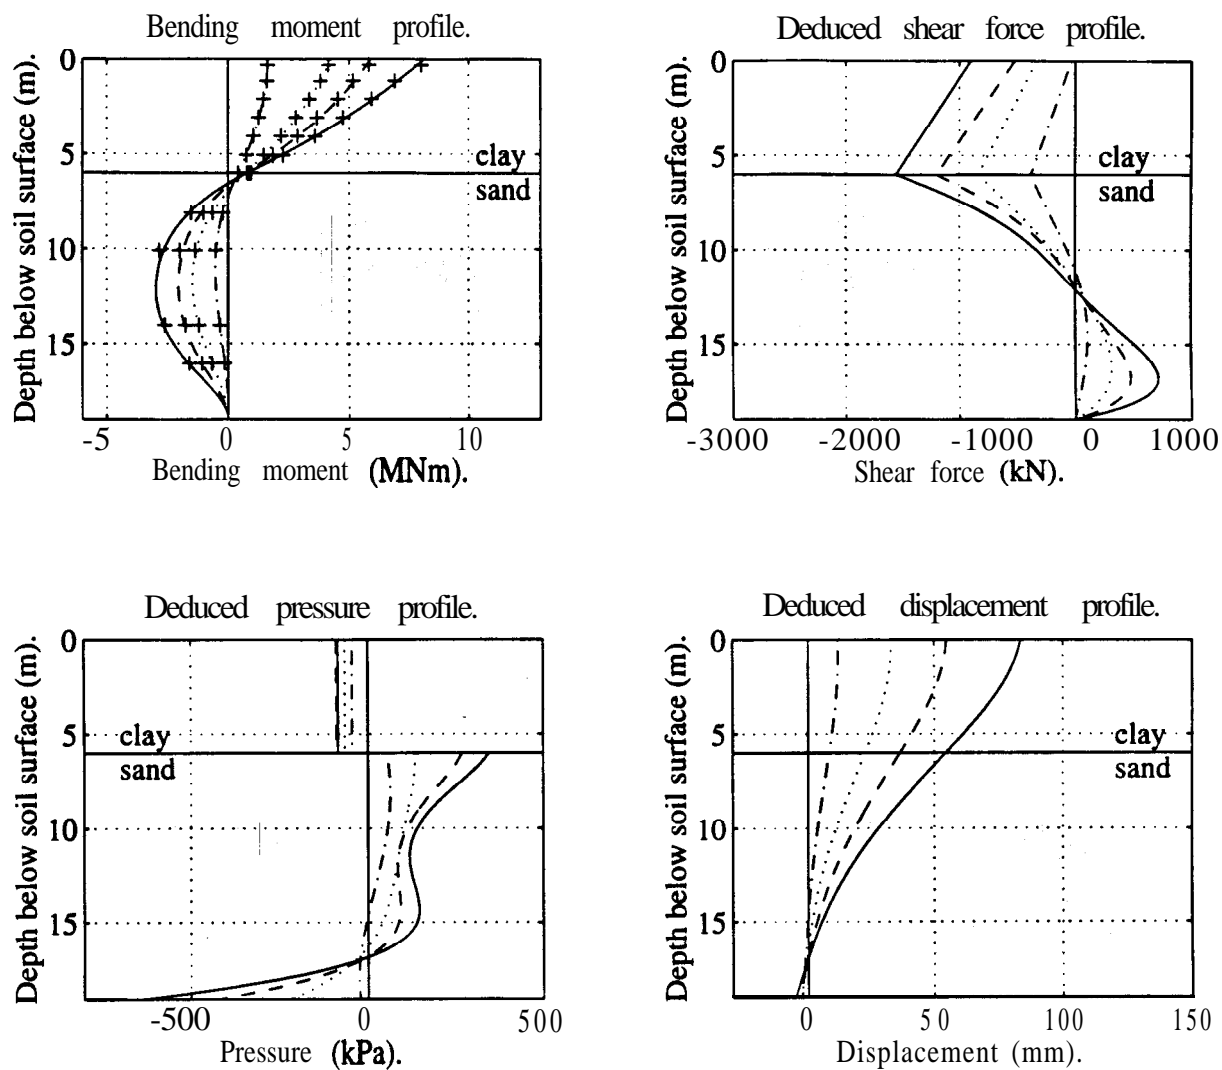 Bending moment profile.
Depth below soil surface (m).
0
5
10
15
clay
sand
-5 0 5 10
Bending moment (MNm).
Deduced shear force profile.
Depth below soil surface (m).
0
5
10
15
clay
sand
-3000 -2000 -1000 0 1000
Shear force (kN).
Deduced pressure profile.
Depth below soil surface (m).
0
5
10
15
clay
sand
-500 0 500
Pressure (kPa).
Deduced displacement profile.
Depth below soil surface (m).
0
5
10
15
clay
sand
0 50 100 150
Displacement (mm).